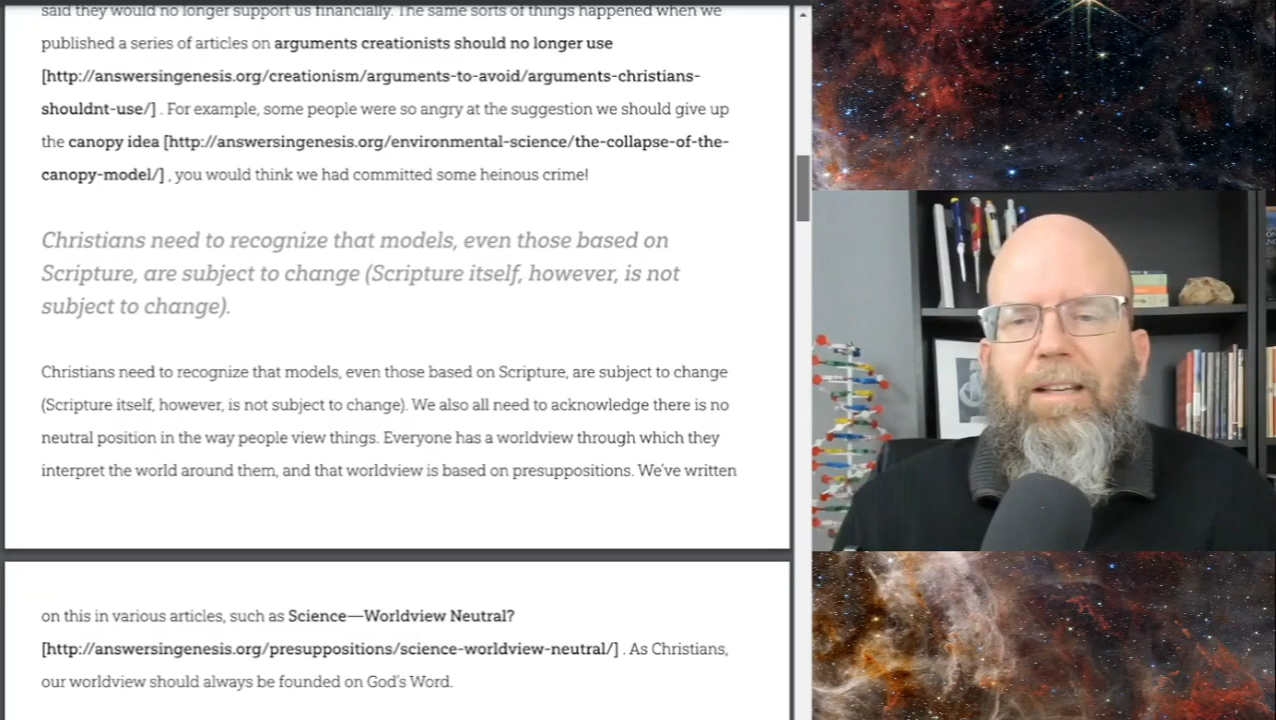 said they would no longer support us financially. The same sorts of things happened when we
published a series of articles on arguments creationists should no longer use
[http://answersingenesis.org/creationism/arguments-to-avoid/arguments-christians-
shouldnt-use/] . For example, some people were so angry at the suggestion we should give up
the canopy idea [http://answersingenesis.org/environmental-science/the-collapse-of-the-
canopy-model/] , you would think we had committed some heinous crime!
Christians need to recognize that models, even those based on
Scripture, are subject to change (Scripture itself, however, is not
subject to change).
Christians need to recognize that models, even those based on Scripture, are subject to change
(Scripture itself, however, is not subject to change). We also all need to acknowledge there is no
neutral position in the way people view things. Everyone has a worldview through which they
interpret the world around them, and that worldview is based on presuppositions. We’ve written
on this in various articles, such as Science—Worldview Neutral?
[http://answersingenesis.org/presuppositions/science-worldview-neutral/] . As Christians,
our worldview should always be founded on God’s Word.